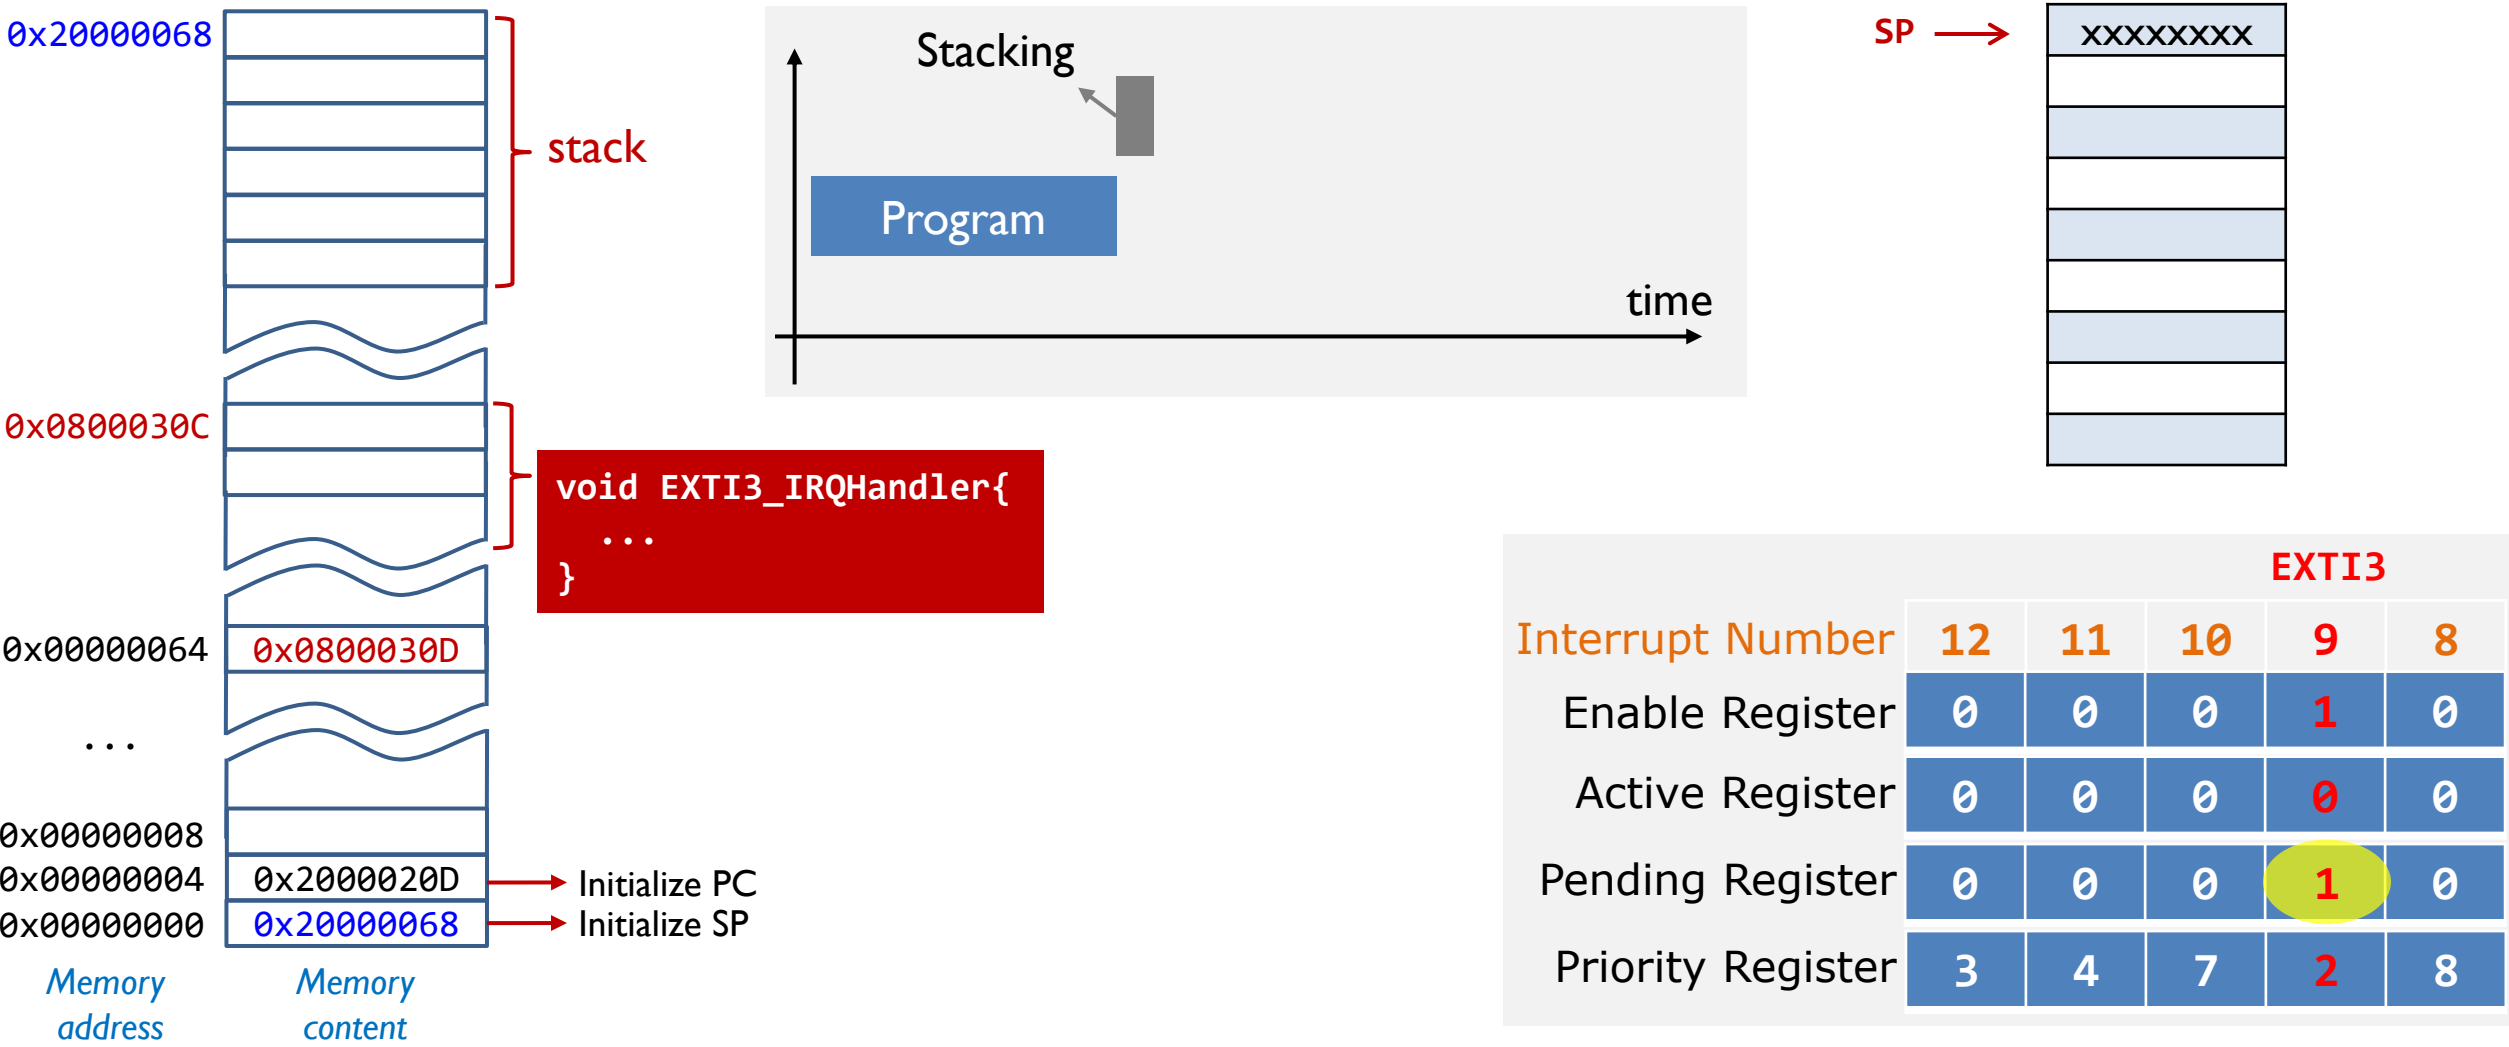 0x20000068
stack
0x0800030C
void EXTI3_IRQHandler{
...
}
0x00000064 0x0800030D
...
0x00000008
0x00000004 0x2000020D Initialize PC
0x00000000 0x20000068 Initialize SP
Memory address
Memory content
Stacking
Program
time
SP xxxxxxxx
EXTI3
Interrupt Number 12 11 10 9 8
Enable Register 0 0 0 1 0
Active Register 0 0 0 0 0
Pending Register 0 0 0 1 0
Priority Register 3 4 7 2 8